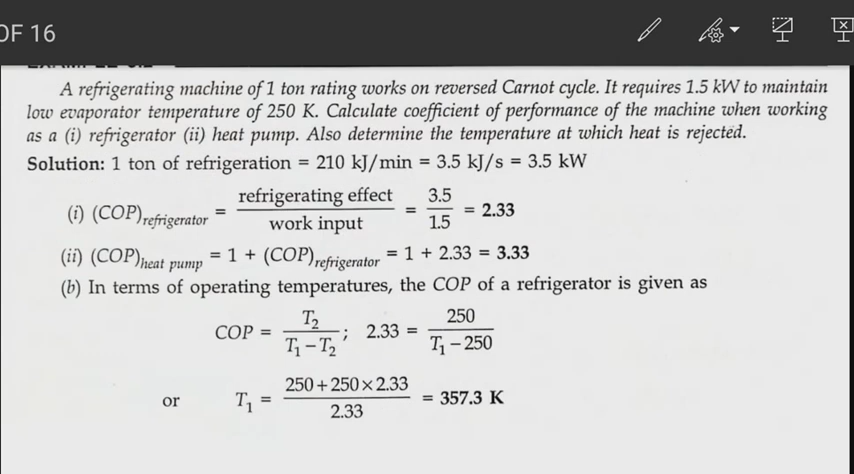 OF 16
A refrigerating machine of 1 ton rating works on reversed Carnot cycle. It requires 1.5 kW to maintain
low evaporator temperature of 250 K. Calculate coefficient of performance of the machine when working
as a (i) refrigerator (ii) heat pump. Also determine the temperature at which heat is rejected.
Solution: 1 ton of refrigeration = 210 kJ/min = 3.5 kJ/s = 3.5 kW
(i) (COP)refrigerator = refrigerating effect / work input = 3.5 / 1.5 = 2.33
(ii) (COP)heat pump = 1 + (COP)refrigerator = 1 + 2.33 = 3.33
(b) In terms of operating temperatures, the COP of a refrigerator is given as
COP = T2 / T1 – T2 ; 2.33 = 250 / T1 – 250
or T1 = 250 + 250 × 2.33 / 2.33 = 357.3 K